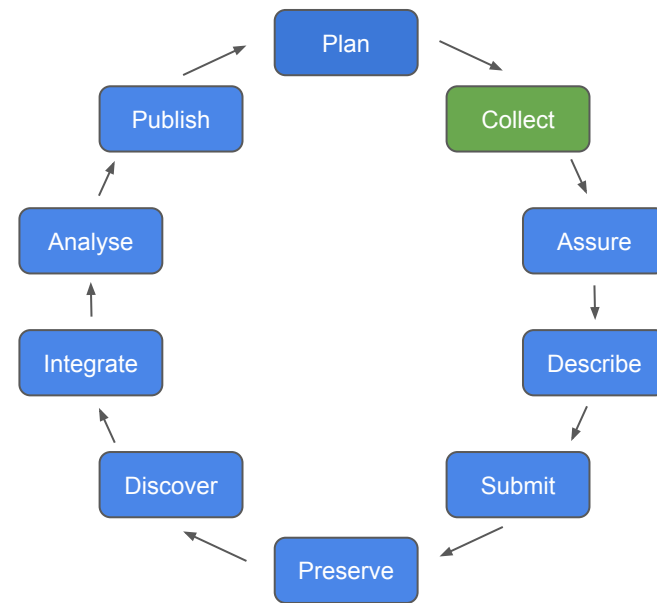 Plan
Collect
Assure
Describe
Submit
Preserve
Discover
Integrate
Analyse
Publish